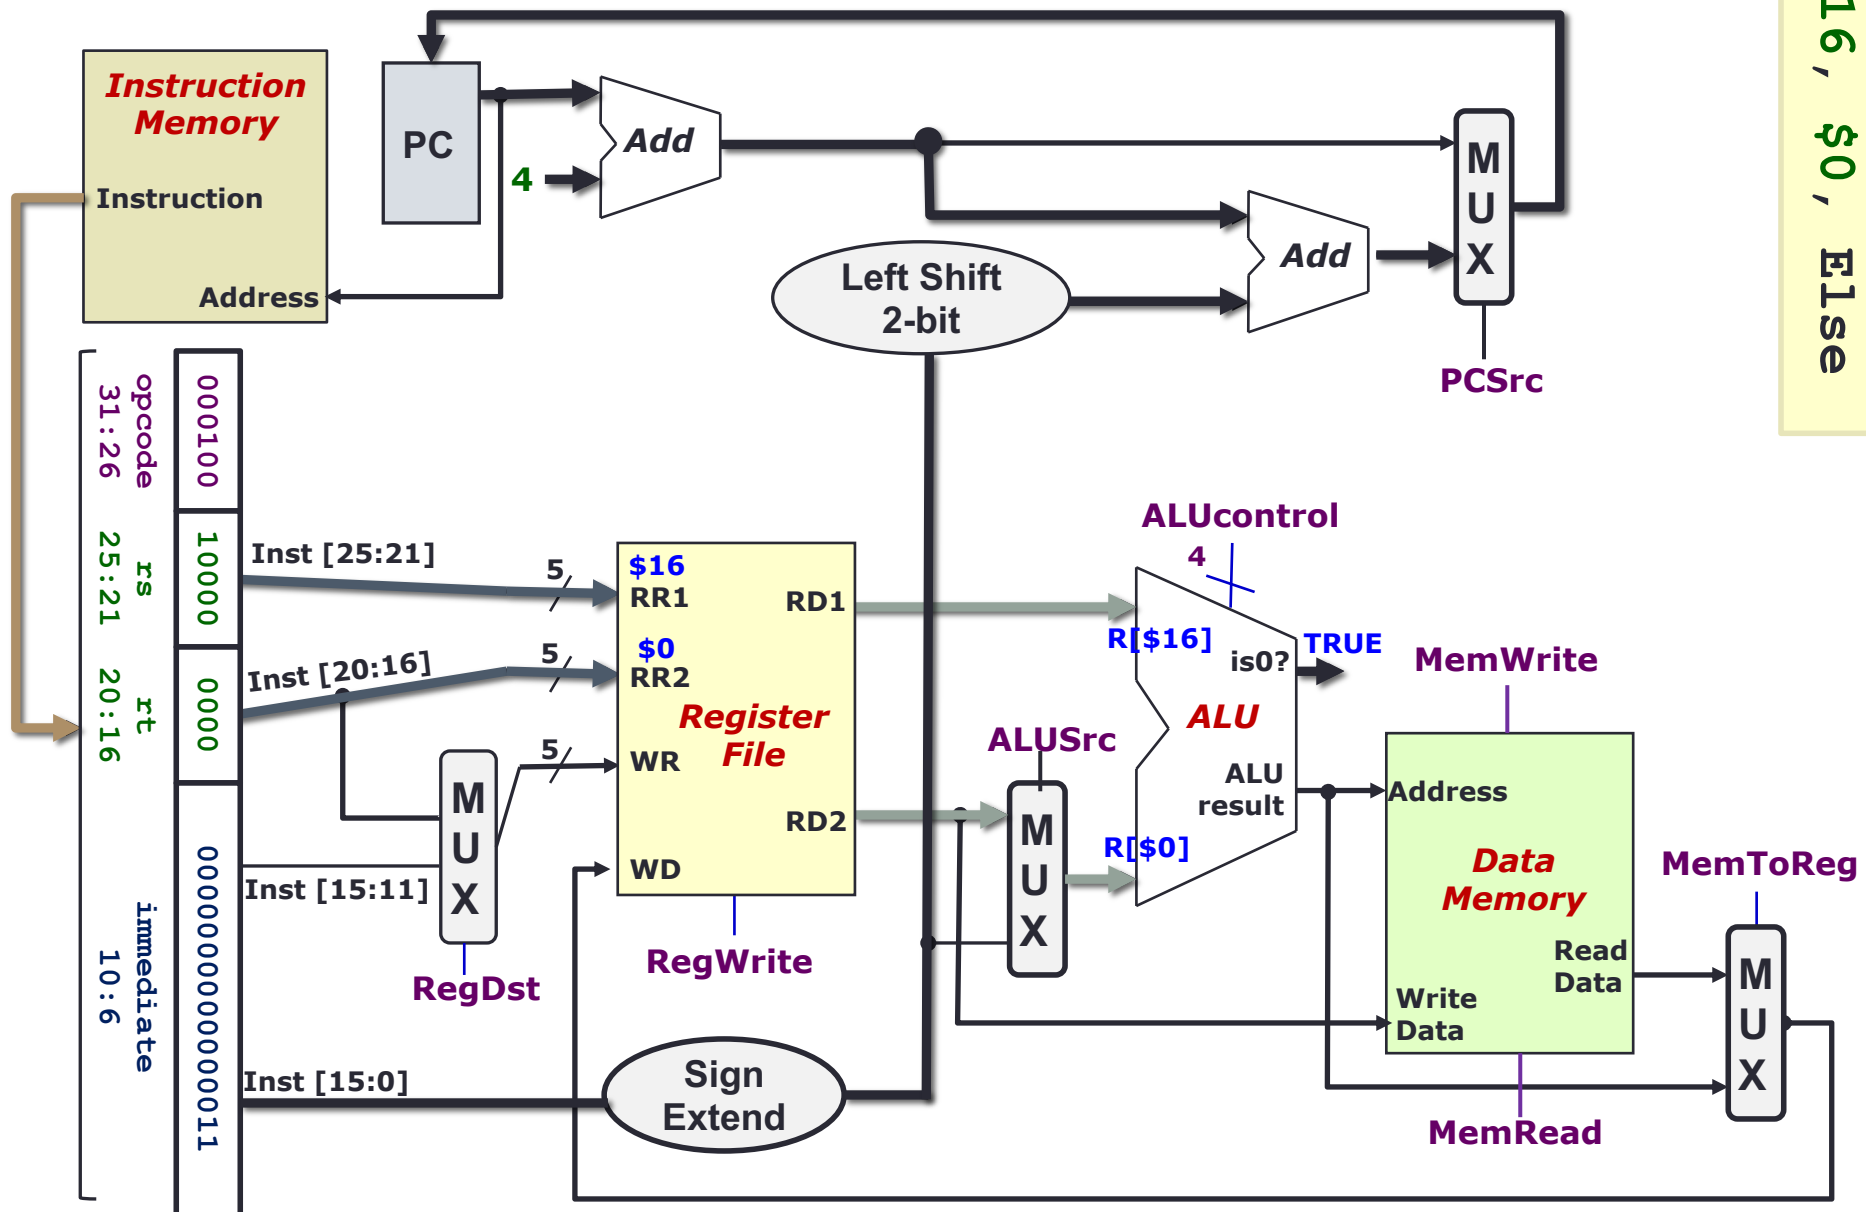 Instruction
Memory
Instruction
Address
PC
4
Add
Left Shift
2-bit
Add
M
U
X
PCSrc
16, $0, Else
opcode
31:26
000100
rs
25:21
10000
rt
20:16
0000
immediate
10:6
0000000000000011
Inst [25:21]
5
Inst [20:16]
5
5
Inst [15:11]
Inst [15:0]
M
U
X
RegDst
$16
RR1
$0
RR2
WR
WD
RD1
RD2
Register
File
RegWrite
Sign
Extend
ALUSrc
M
U
X
ALUcontrol
4
R[$16]
R[$0]
is0?
TRUE
ALU
ALU
result
MemWrite
Address
Data
Memory
Read
Data
Write
Data
MemRead
MemToReg
M
U
X